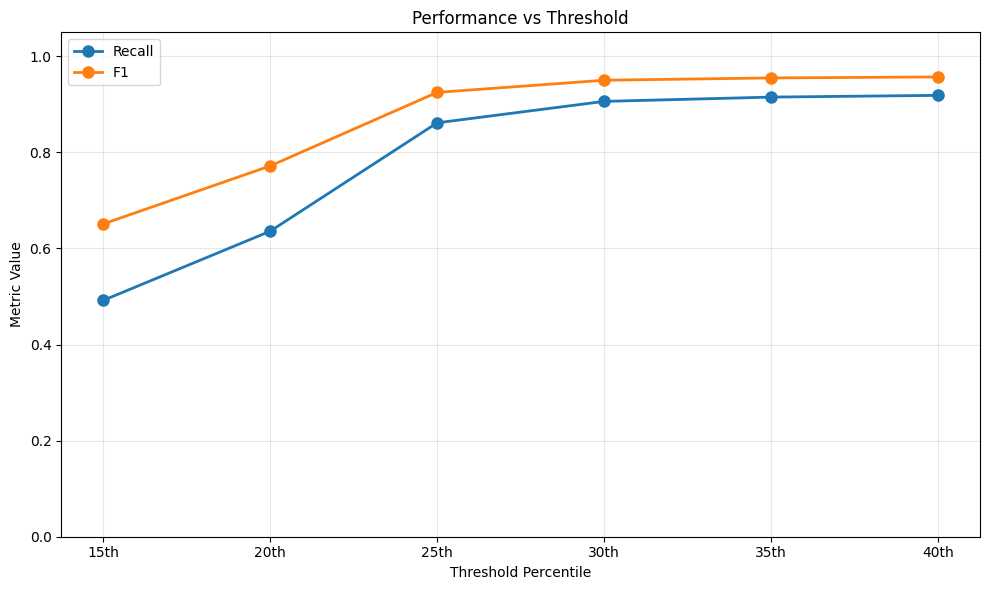 Performance vs Threshold
Recall
F1
1.0
0.8
0.6
0.4
0.2
0.0
Metric Value
15th 20th 25th 30th 35th 40th
Threshold Percentile